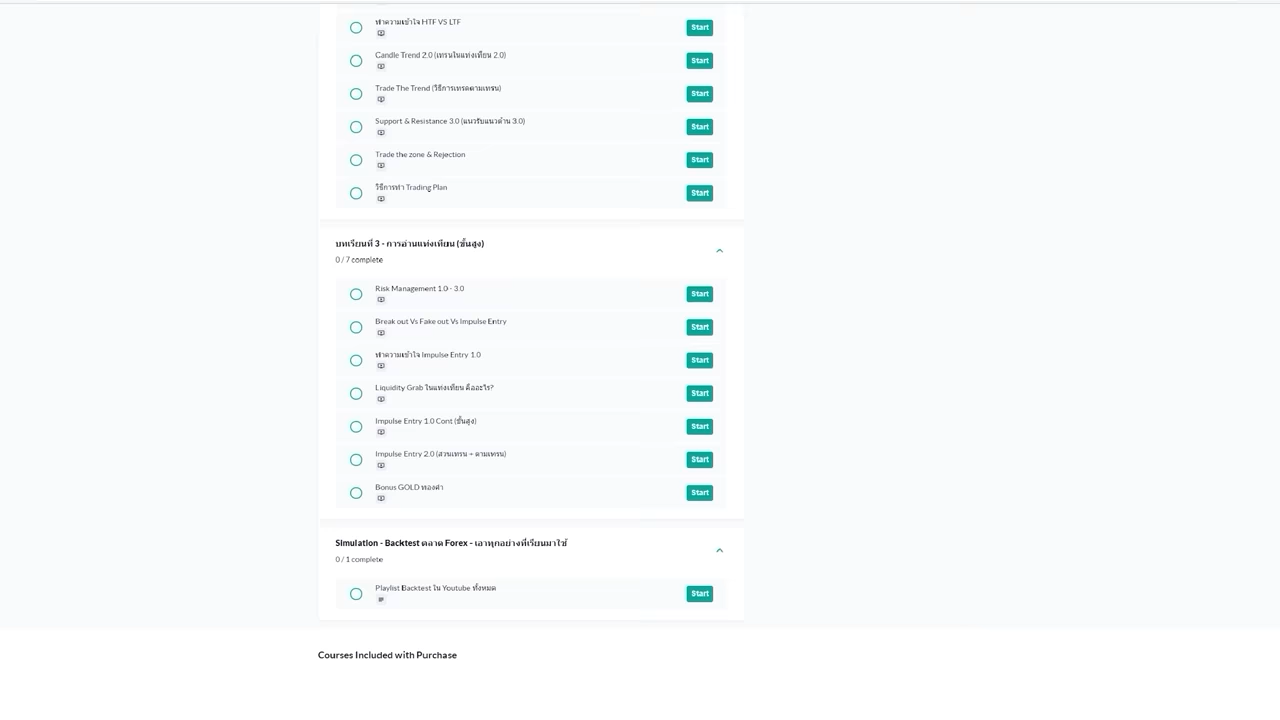 ทำความเข้าใจ HTF VS LTF
Start
Candle Trend 2.0 (เทรนในแท่งเทียน 2.0)
Start
Trade The Trend (วิธีการเทรดตามเทรน)
Start
Support & Resistance 3.0 (แนวรับแนวต้าน 3.0)
Start
Trade the zone & Rejection
Start
วิธีการทำ Trading Plan
Start
บทเรียนที่ 3 - การอ่านแท่งเทียน (ขั้นสูง)
0 / 7 complete
Risk Management 1.0 - 3.0
Start
Break out Vs Fake out Vs Impulse Entry
Start
ทำความเข้าใจ Impulse Entry 1.0
Start
Liquidity Grab ในแท่งเทียน คืออะไร?
Start
Impulse Entry 1.0 Cont (ขั้นสูง)
Start
Impulse Entry 2.0 (สวนเทรน + ตามเทรน)
Start
Bonus GOLD ทองคำ
Start
Simulation - Backtest ตลาด Forex - เอาทุกอย่างที่เรียนมาใช้
0 / 1 complete
Playlist Backtest ใน Youtube ทั้งหมด
Start
Courses Included with Purchase